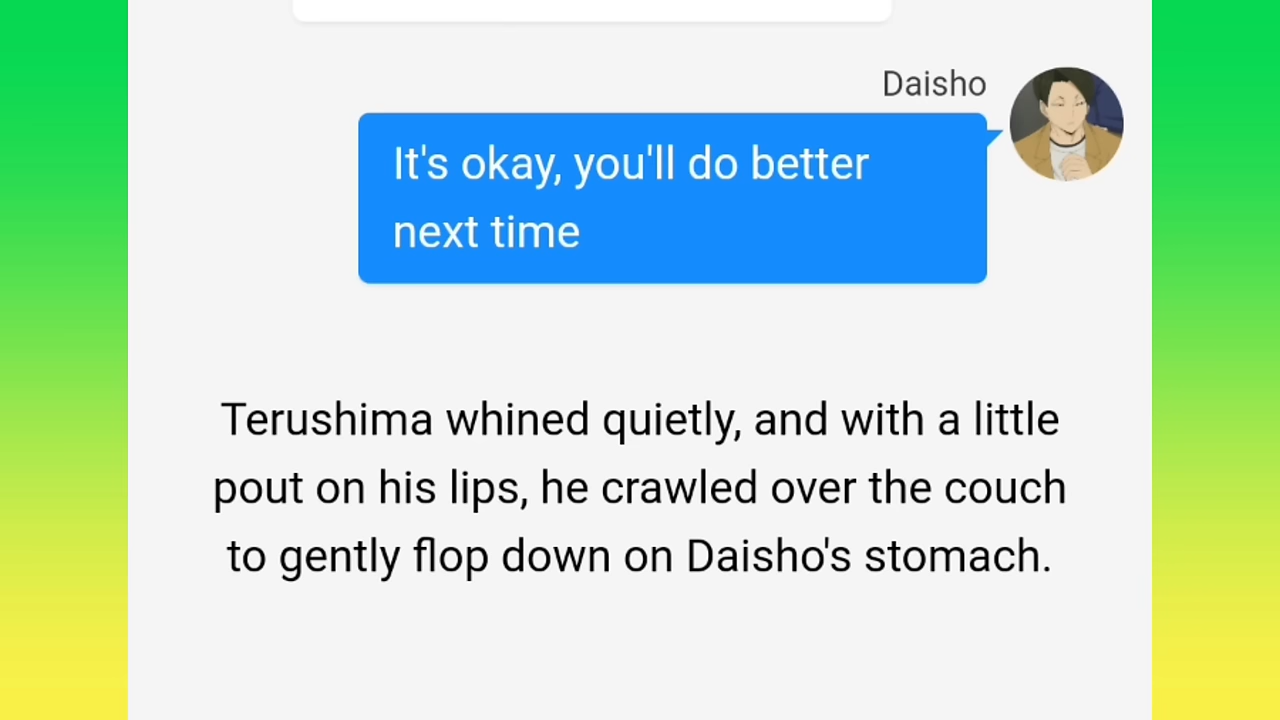 Daisho
It's okay, you'll do better
next time
Terushima whined quietly, and with a little
pout on his lips, he crawled over the couch
to gently flop down on Daisho's stomach.